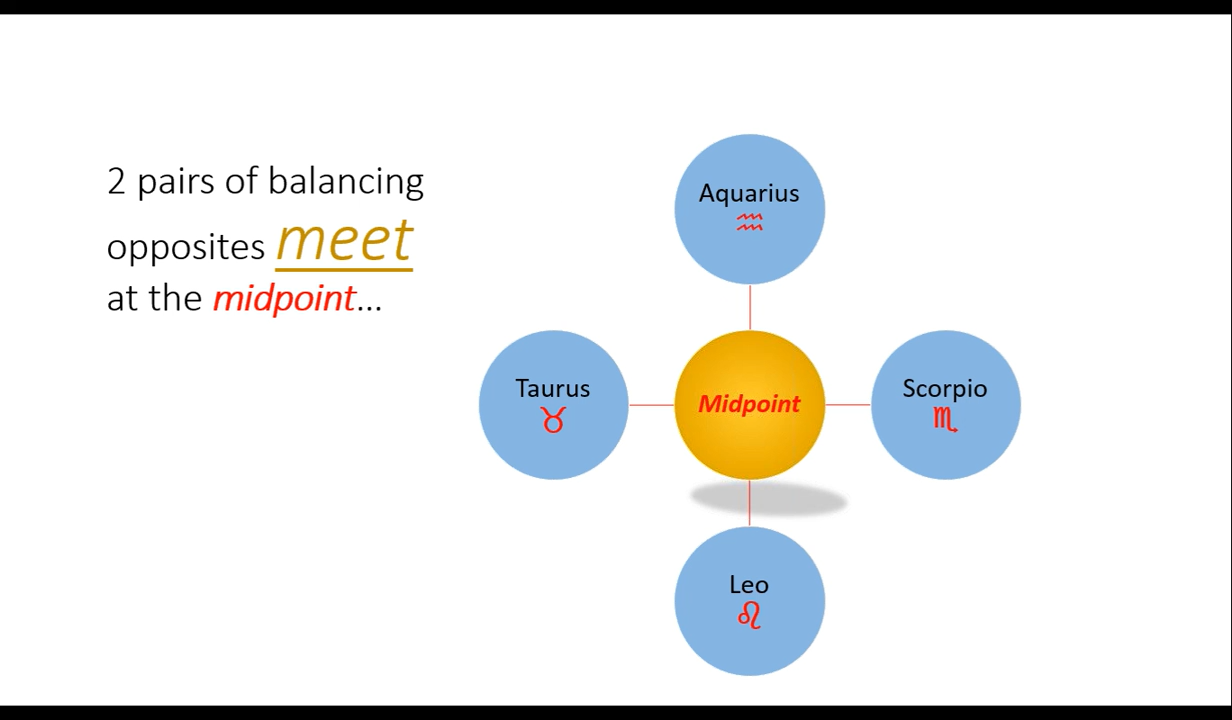 2 pairs of balancing
opposites meet
at the midpoint...
Aquarius
♒
Taurus
♉
Midpoint
Scorpio
♏
Leo
♌